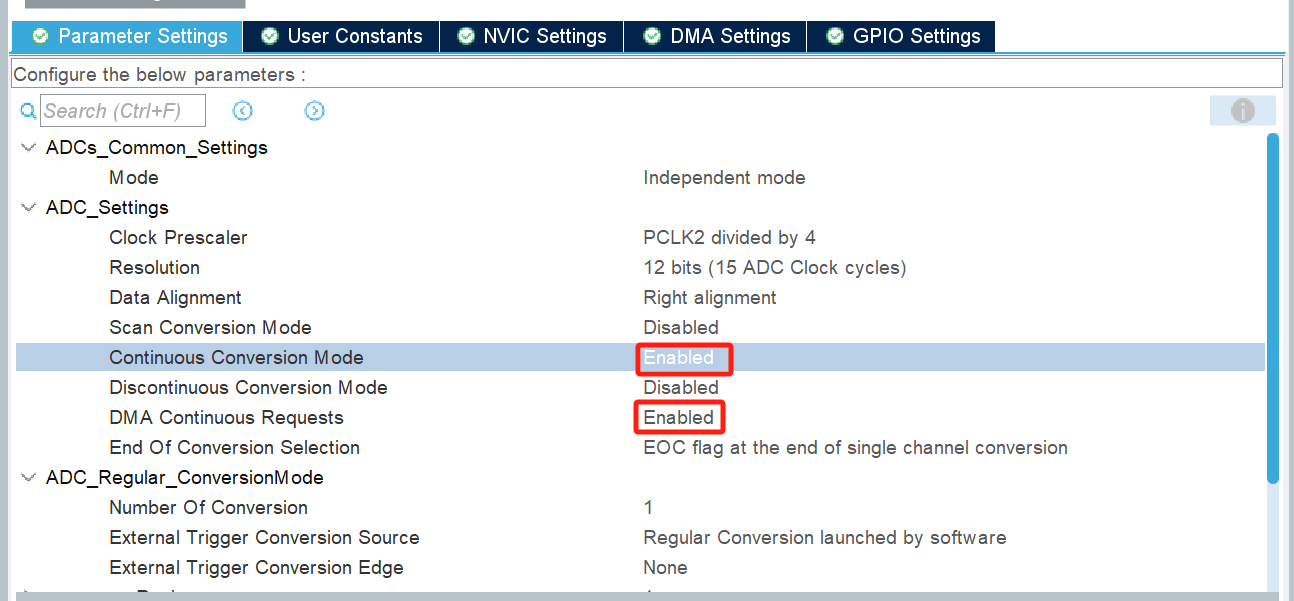 Parameter Settings User Constants NVIC Settings DMA Settings GPIO Settings
Configure the below parameters :
Search (Ctrl+F)
ADCs_Common_Settings
Mode Independent mode
ADC_Settings
Clock Prescaler PCLK2 divided by 4
Resolution 12 bits (15 ADC Clock cycles)
Data Alignment Right alignment
Scan Conversion Mode Disabled
Continuous Conversion Mode Enabled
Discontinuous Conversion Mode Disabled
DMA Continuous Requests Enabled
End Of Conversion Selection EOC flag at the end of single channel conversion
ADC_Regular_ConversionMode
Number Of Conversion 1
External Trigger Conversion Source Regular Conversion launched by software
External Trigger Conversion Edge None